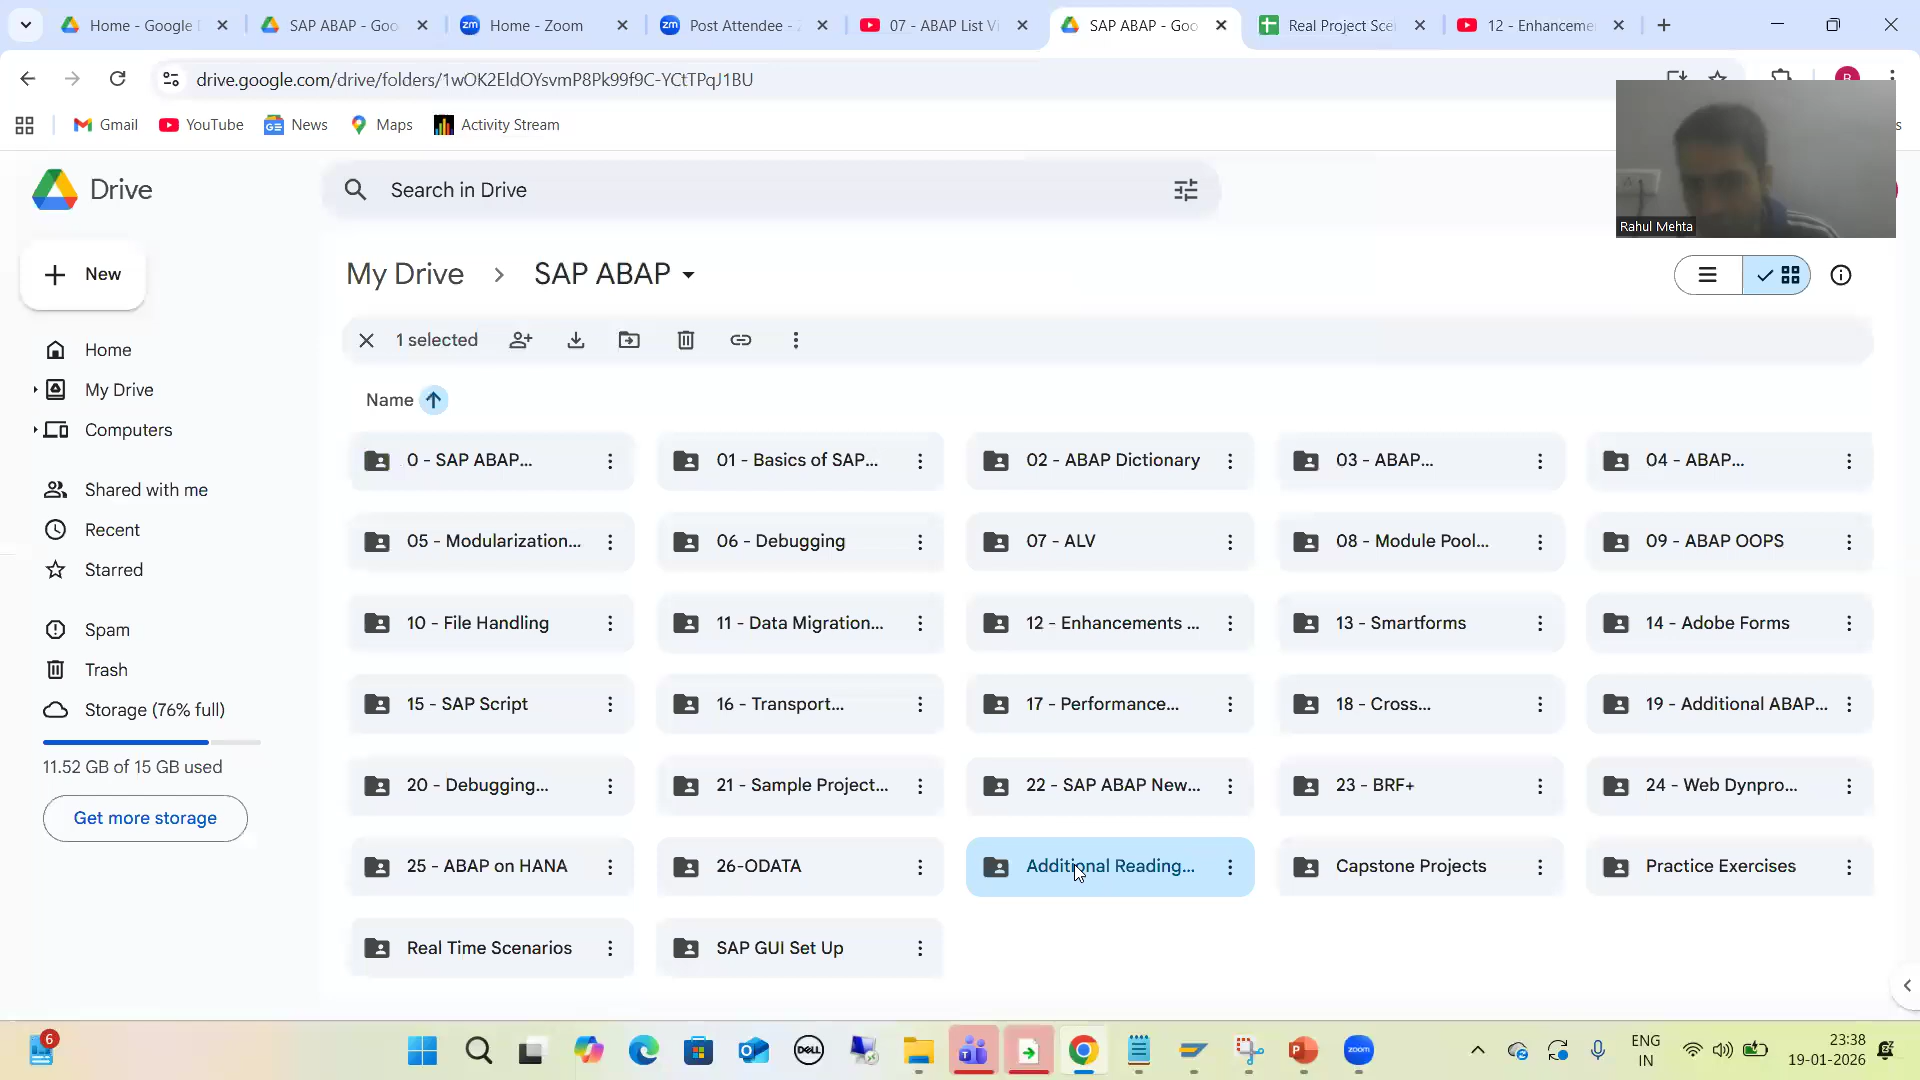 Home - Google
SAP ABAP - Goo
Home - Zoom
Post Attendee -
07 - ABAP List Vi
SAP ABAP - Goo
Real Project Sce
12 - Enhanceme
drive.google.com/drive/folders/1wOK2EldOYsvmP8Pk99f9C-YCtTPqJ1BU
Gmail
YouTube
News
Maps
Activity Stream
Rahul Mehta
Drive
Search in Drive
New
My Drive > SAP ABAP
1 selected
Home
My Drive
Computers
Shared with me
Recent
Starred
Spam
Trash
Storage (76% full)
11.52 GB of 15 GB used
Get more storage
Name
0 - SAP ABAP...
01 - Basics of SAP...
02 - ABAP Dictionary
03 - ABAP...
04 - ABAP...
05 - Modularization...
06 - Debugging
07 - ALV
08 - Module Pool...
09 - ABAP OOPS
10 - File Handling
11 - Data Migration...
12 - Enhancements ...
13 - Smartforms
14 - Adobe Forms
15 - SAP Script
16 - Transport...
17 - Performance...
18 - Cross...
19 - Additional ABAP...
20 - Debugging...
21 - Sample Project...
22 - SAP ABAP New...
23 - BRF+
24 - Web Dynpro...
25 - ABAP on HANA
26-ODATA
Additional Reading...
Capstone Projects
Practice Exercises
Real Time Scenarios
SAP GUI Set Up
6
DELL
zoom
ENG
IN
23:38
19-01-2026